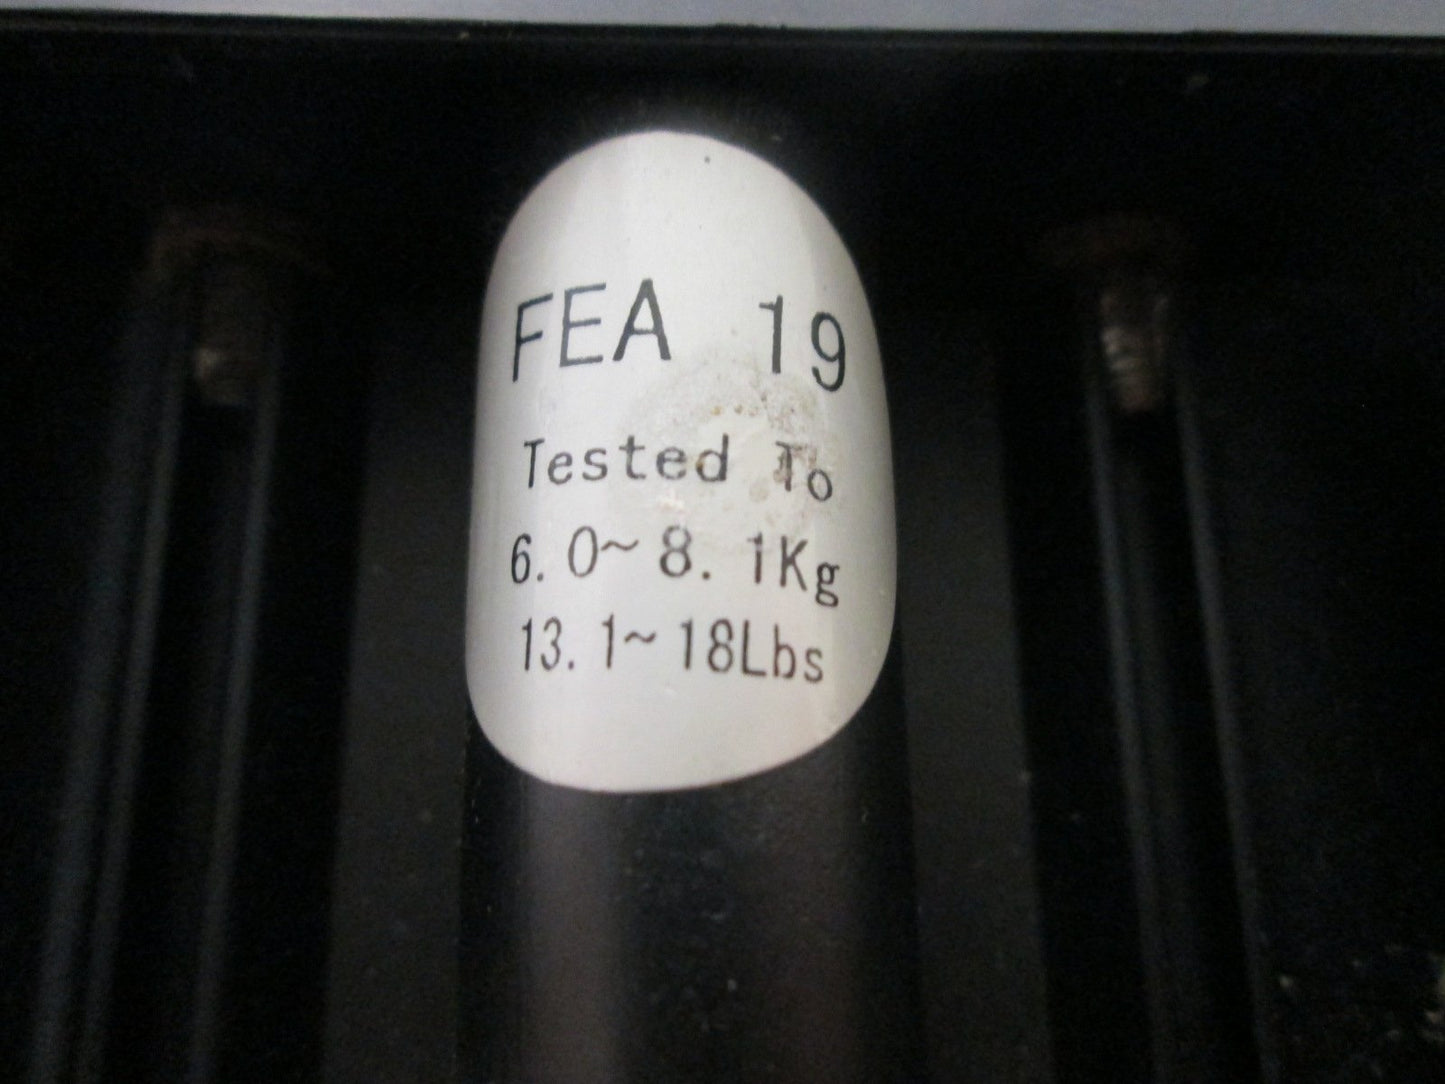 FEA 19
Tested To
6.0~8.1Kg
13.1~18Lbs